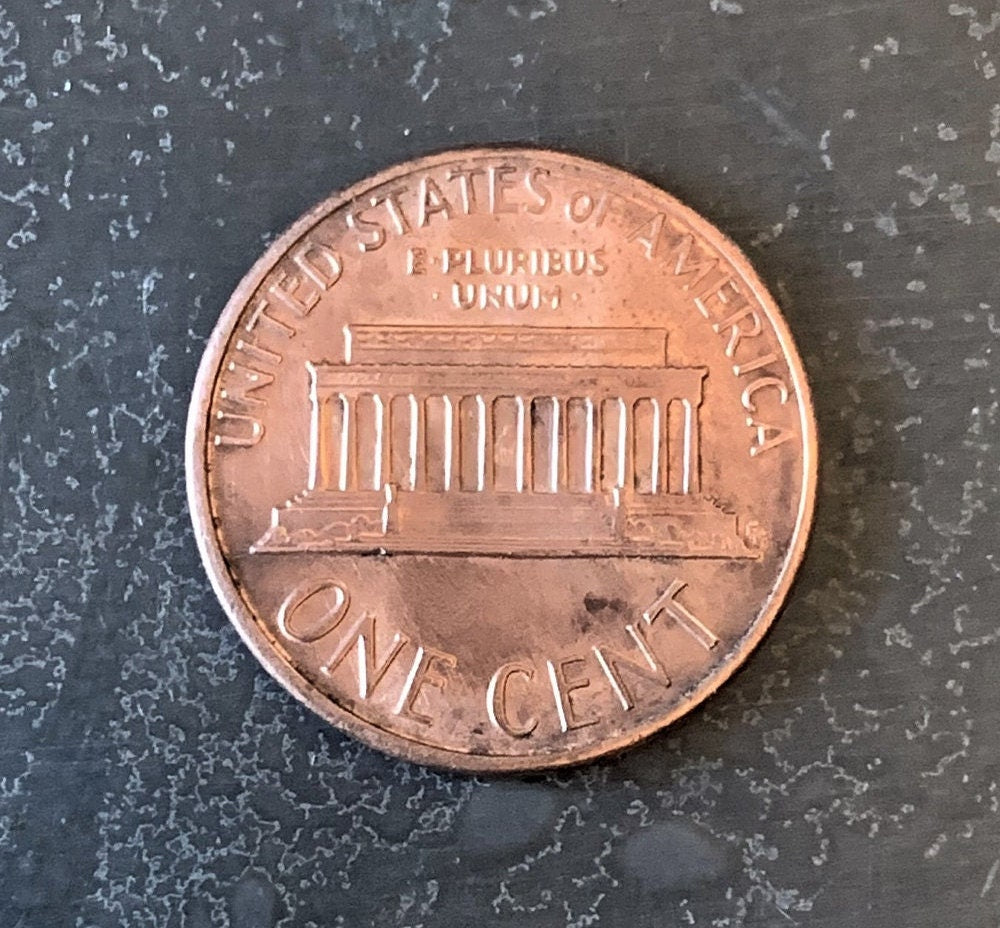 UNITED STATES OF AMERICA
E·PLURIBUS
·UNUM·
ONE CENT